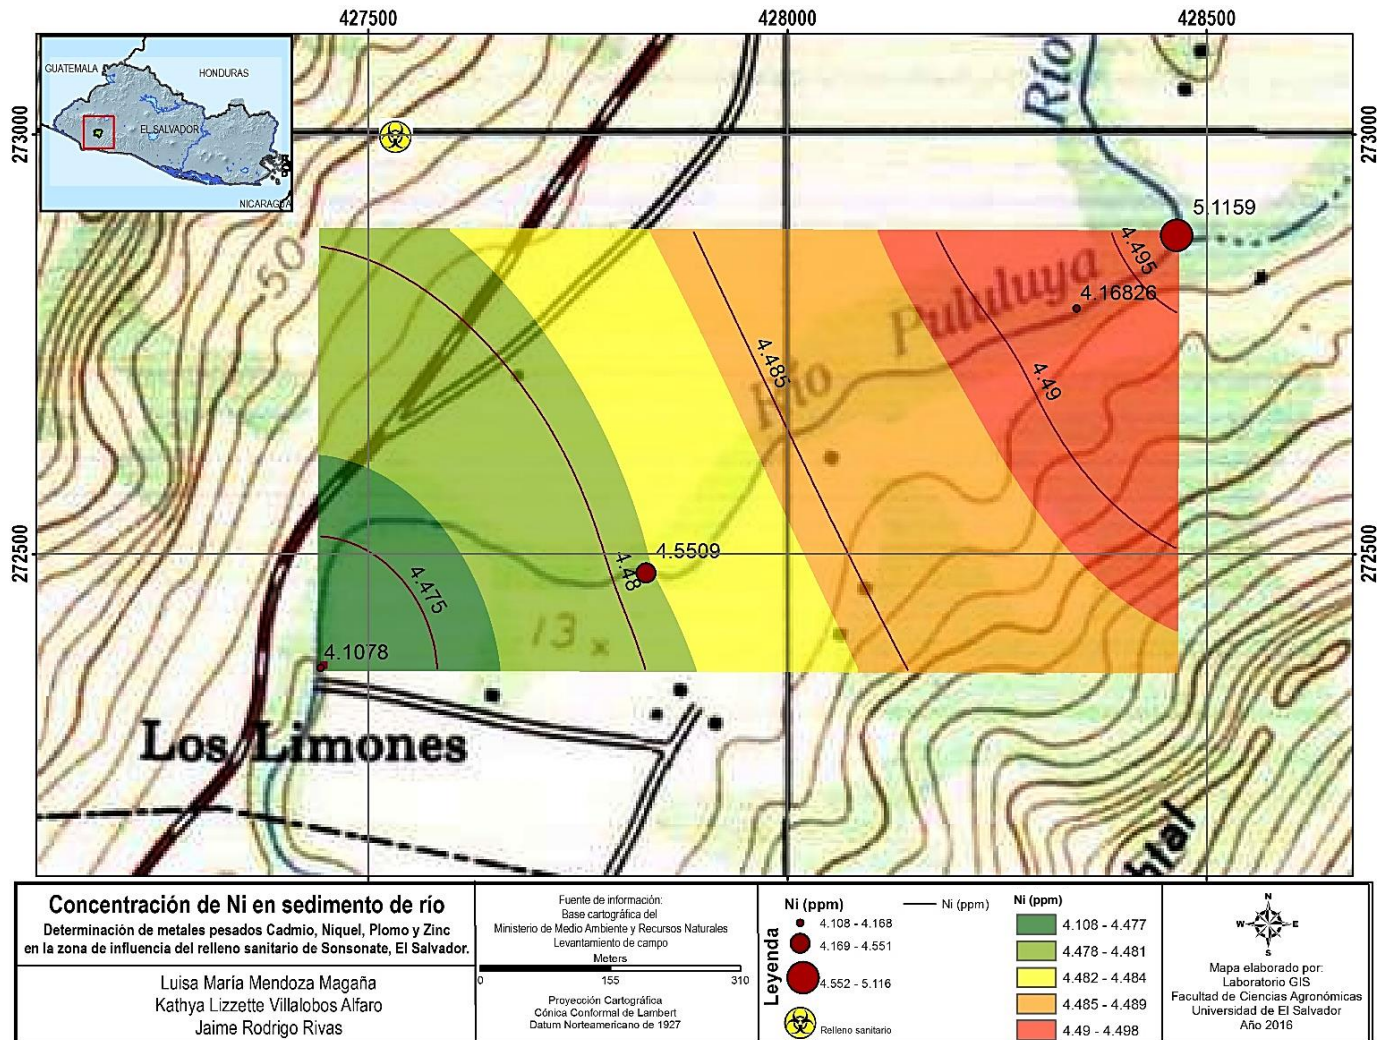 427500
428000
428500
273000
273000
272500
272500
GUATEMALA
HONDURAS
EL SALVADOR
NICARAGUA
50
Río
5.1159
4.495
4.16826
Río Pululuya
4.485
4.49
4.5509
4.48
4.475
13
4.1078
Los Limones
Concentración de Ni en sedimento de río
Determinación de metales pesados Cadmio, Niquel, Plomo y Zinc
en la zona de influencia del relleno sanitario de Sonsonate, El Salvador.
Luisa María Mendoza Magaña
Kathya Lizzette Villalobos Alfaro
Jaime Rodrigo Rivas
Fuente de información:
Base cartográfica del
Ministerio de Medio Ambiente y Recursos Naturales
Levantamiento de campo
Meters
0 155 310
Proyección Cartográfica
Cónica Conformal de Lambert
Datum Norteamericano de 1927
Leyenda
Ni (ppm)
4.108 - 4.168
4.169 - 4.551
4.552 - 5.116
Relleno sanitario
Ni (ppm)
Ni (ppm)
4.108 - 4.477
4.478 - 4.481
4.482 - 4.484
4.485 - 4.489
4.49 - 4.498
N
W E
S
Mapa elaborado por:
Laboratorio GIS
Facultad de Ciencias Agronómicas
Universidad de El Salvador
Año 2016